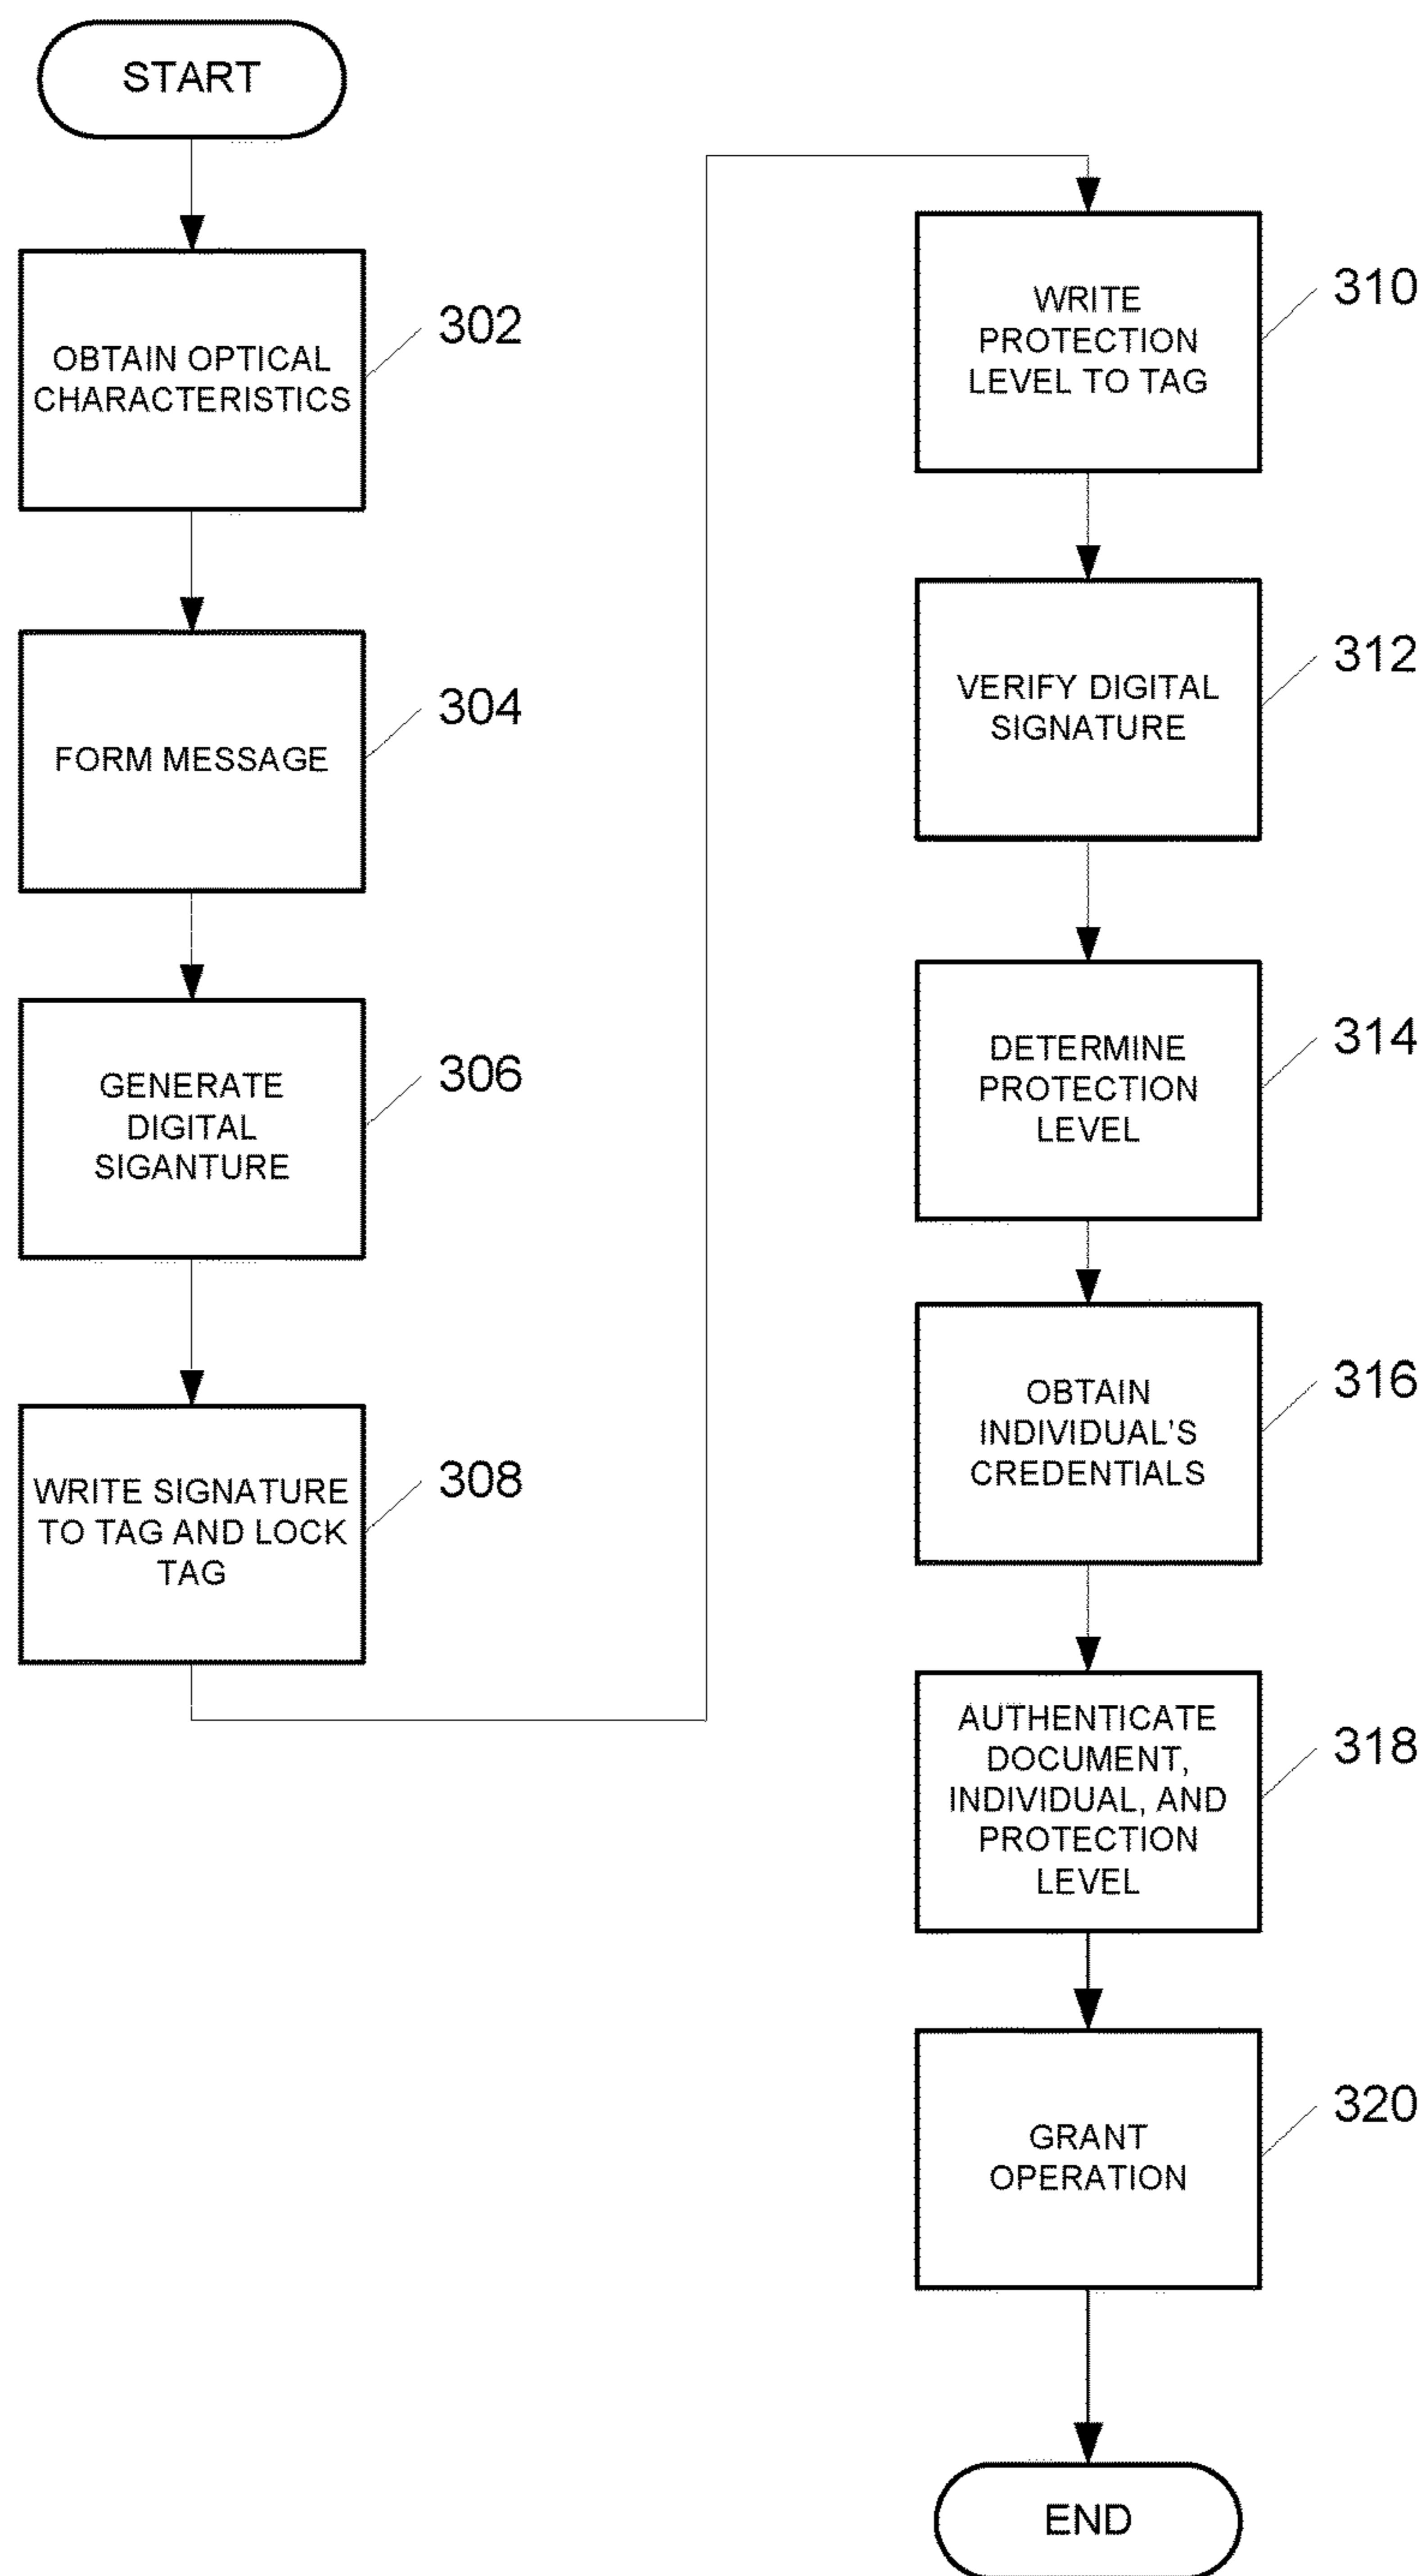 START
OBTAIN OPTICAL
CHARACTERISTICS
302
FORM MESSAGE
304
GENERATE
DIGITAL
SIGANTURE
306
WRITE SIGNATURE
TO TAG AND LOCK
TAG
308
WRITE
PROTECTION
LEVEL TO TAG
310
VERIFY DIGITAL
SIGNATURE
312
DETERMINE
PROTECTION
LEVEL
314
OBTAIN
INDIVIDUAL'S
CREDENTIALS
316
AUTHENTICATE
DOCUMENT,
INDIVIDUAL, AND
PROTECTION
LEVEL
318
GRANT
OPERATION
320
END